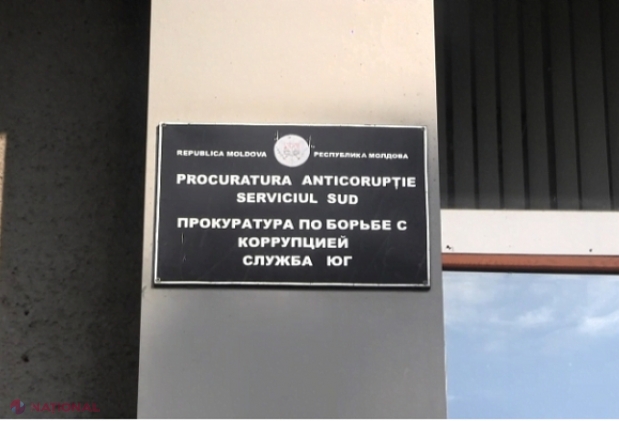 REPUBLICA MOLDOVA РЕСПУБЛИКА МОЛДОВА
PROCURATURA ANTICORUPȚIE
SERVICIUL SUD
ПРОКУРАТУРА ПО БОРЬБЕ С
КОРРУПЦИЕЙ
СЛУЖБА ЮГ